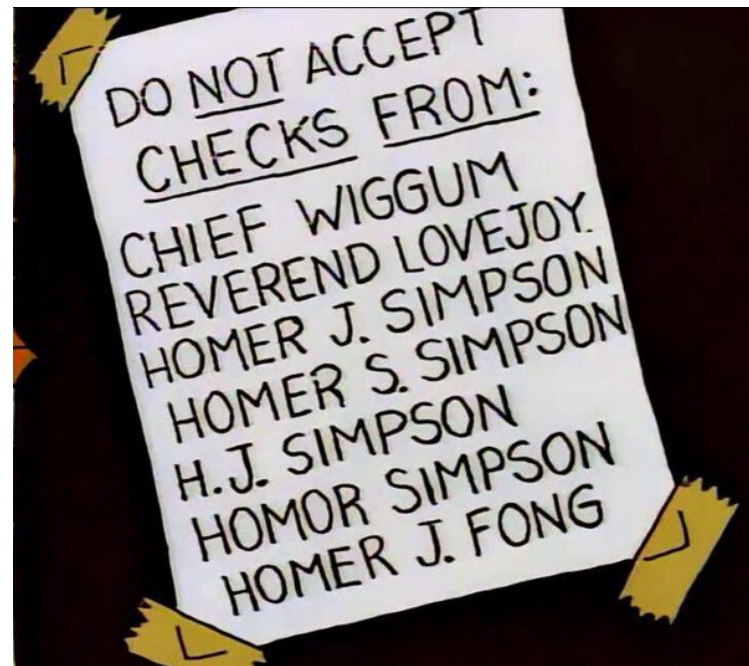 DO NOT ACCEPT
CHECKS FROM:
CHIEF WIGGUM
REVEREND LOVEJOY.
HOMER J. SIMPSON
HOMER S. SIMPSON
H.J. SIMPSON
HOMOR SIMPSON
HOMER J. FONG